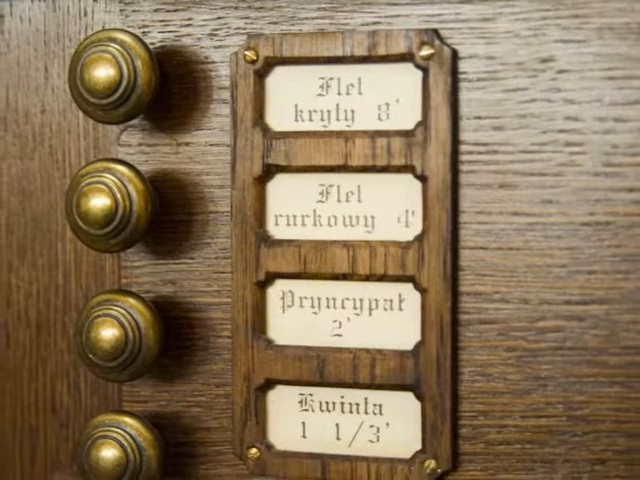 Flet
kryty 8'
Flet
rurkowy 4'
Pryncypał
2'
Kwinta
1 1/3'